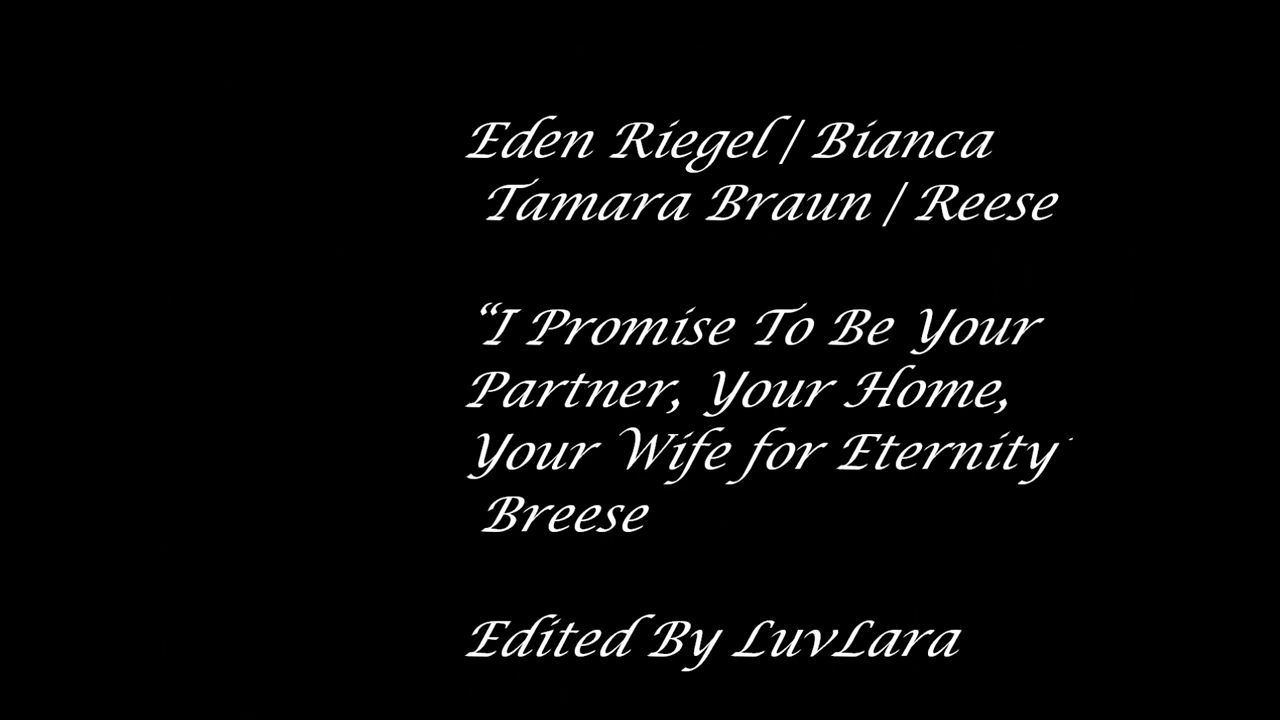 Eden Riegel / Bianca
Tamara Braun / Reese
“I Promise To Be Your
Partner, Your Home,
Your Wife for Eternity
Breese
Edited By LuvLara